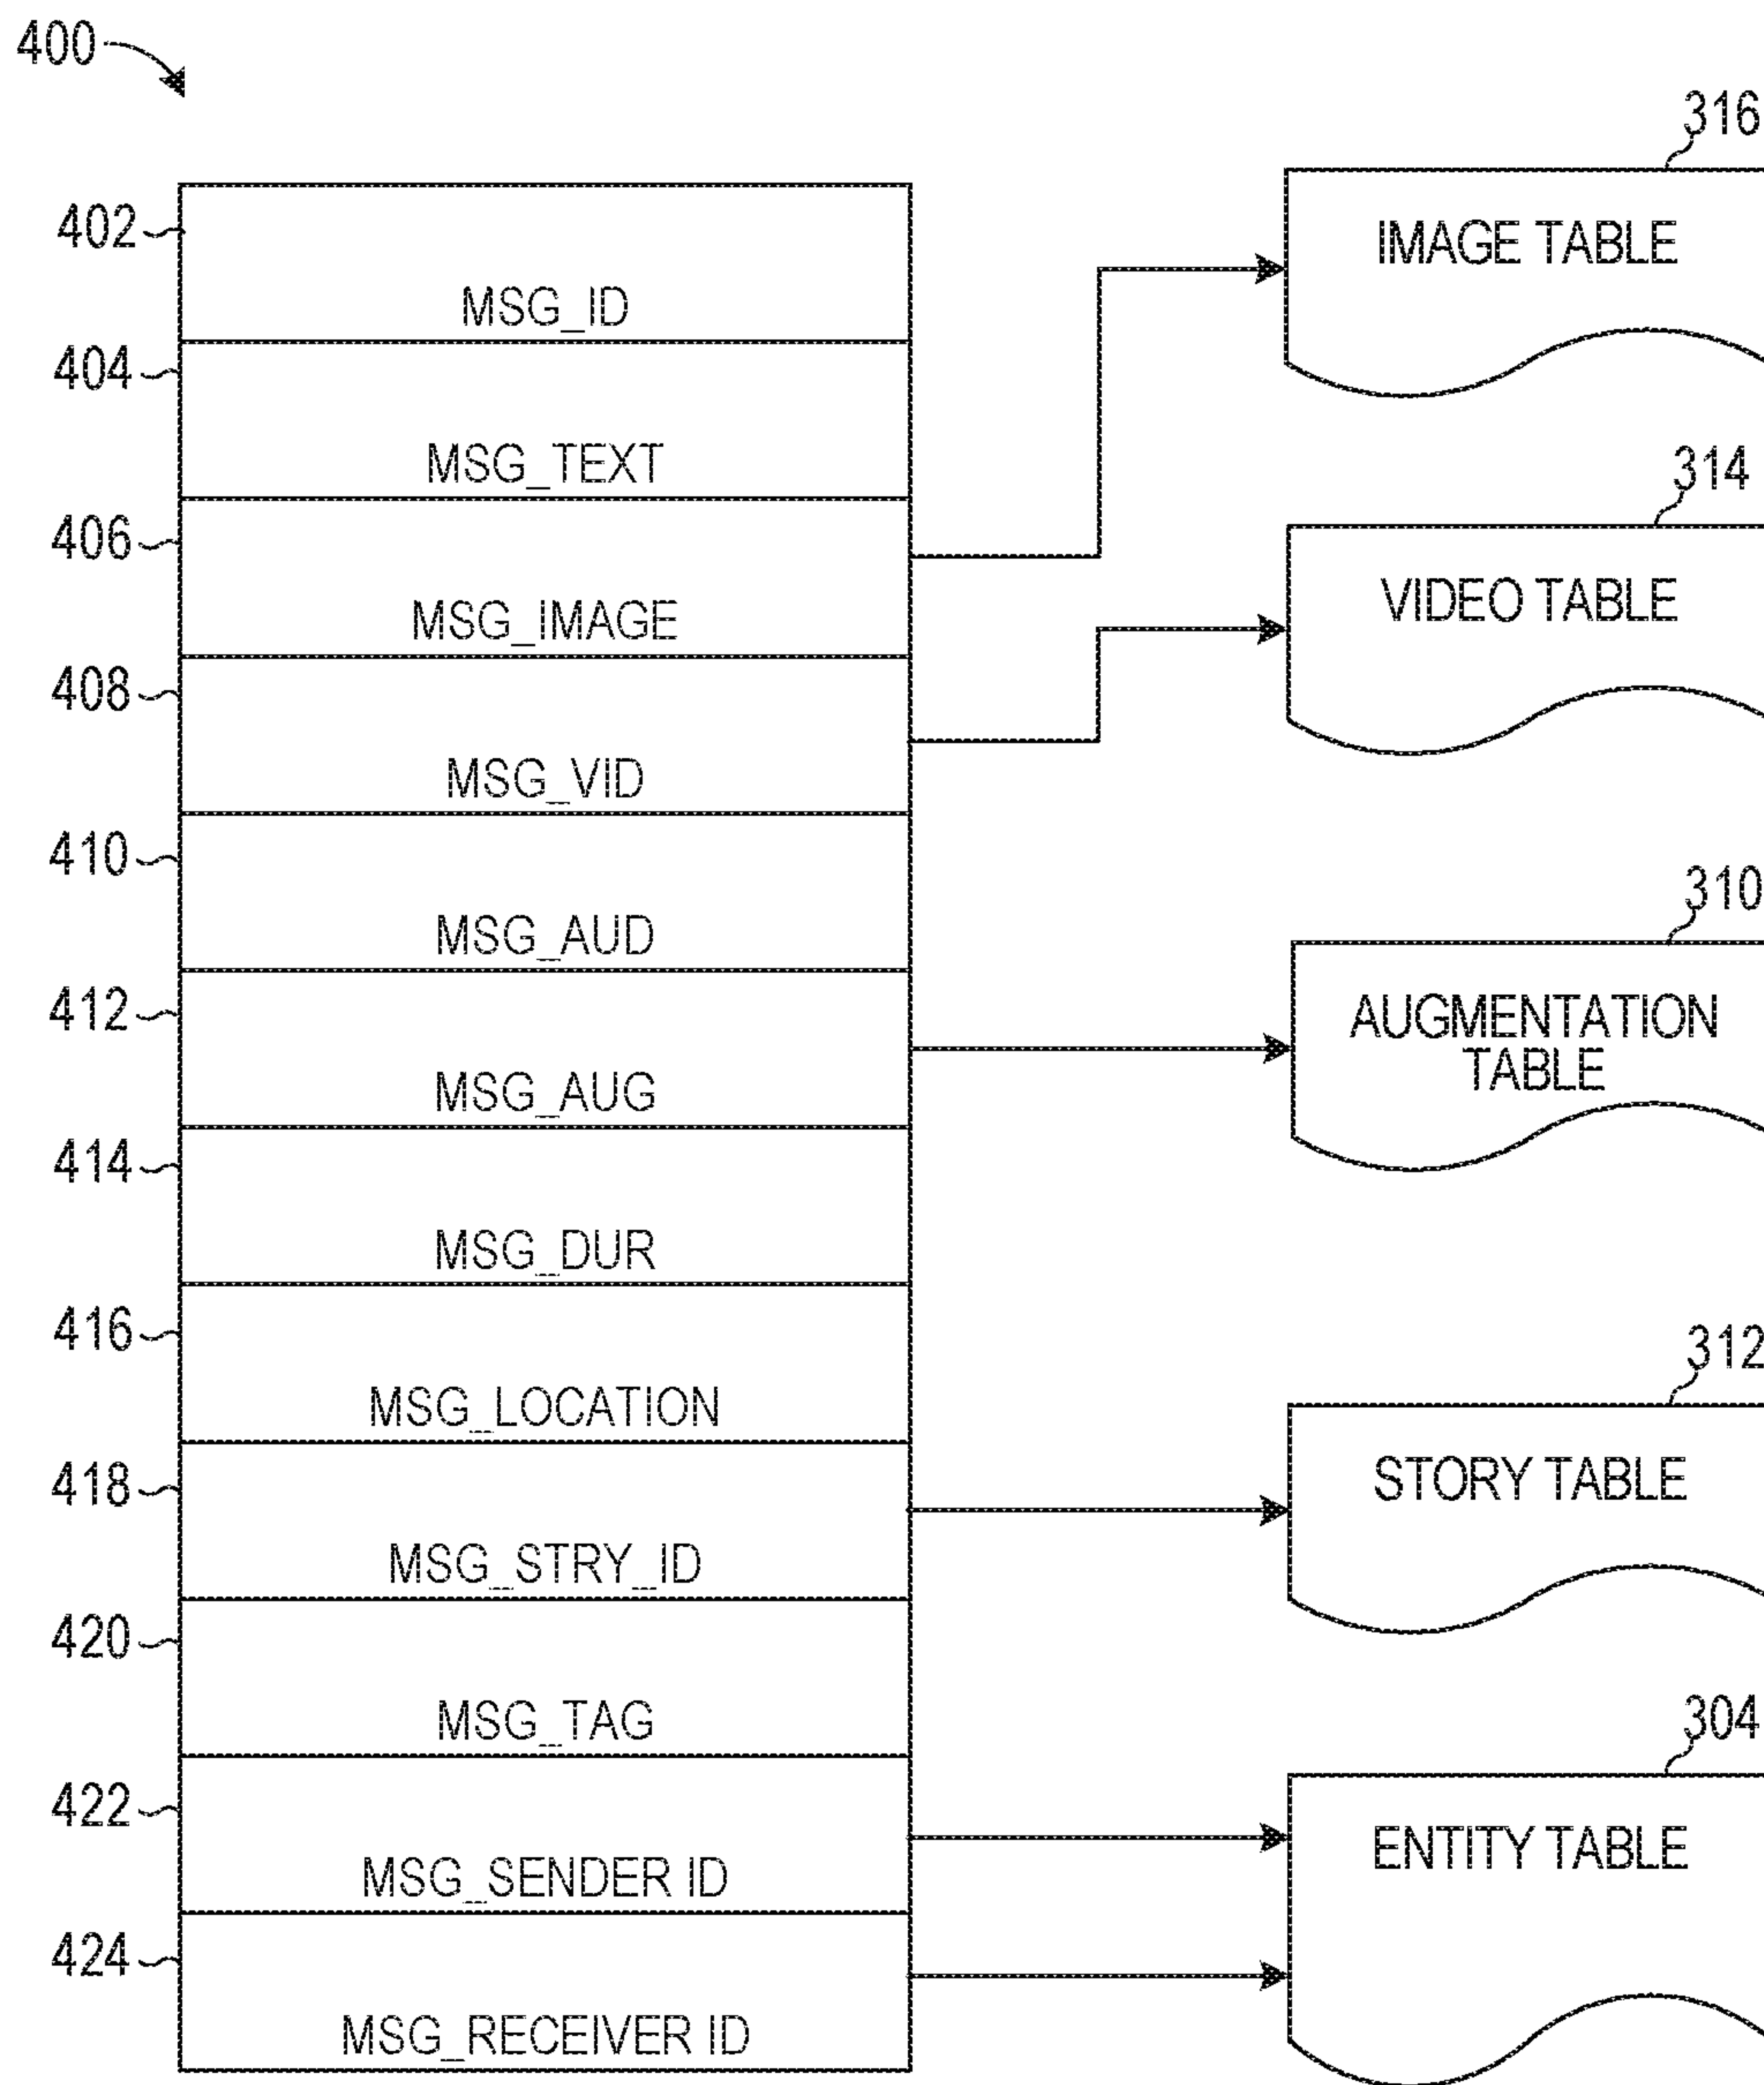 400
316
402
IMAGE TABLE
MSG_ID
404
MSG_TEXT
314
406
VIDEO TABLE
MSG_IMAGE
408
MSG_VID
410
310
MSG_AUD
412
AUGMENTATION
TABLE
MSG_AUG
414
MSG_DUR
416
312
MSG_LOCATION
418
STORY TABLE
MSG_STRY_ID
420
MSG_TAG
304
422
ENTITY TABLE
MSG_SENDER ID
424
MSG_RECEIVER ID